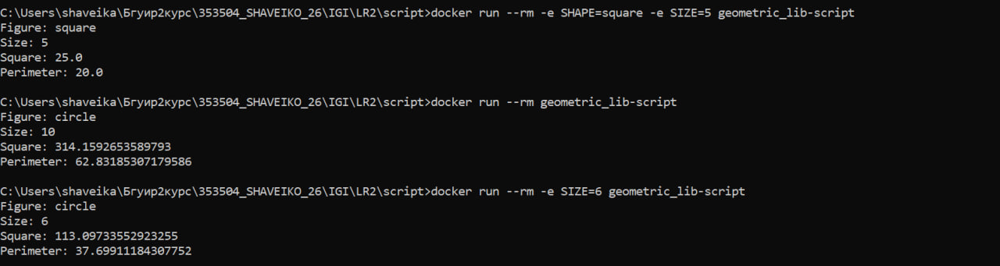 C:\Users\shaveika\Бгуир2курс\353504_SHAVEIKO_26\IGI\LR2\script>docker run --rm -e SHAPE=square -e SIZE=5 geometric_lib-script
Figure: square
Size: 5
Square: 25.0
Perimeter: 20.0
C:\Users\shaveika\Бгуир2курс\353504_SHAVEIKO_26\IGI\LR2\script>docker run --rm geometric_lib-script
Figure: circle
Size: 10
Square: 314.1592653589793
Perimeter: 62.83185307179586
C:\Users\shaveika\Бгуир2курс\353504_SHAVEIKO_26\IGI\LR2\script>docker run --rm -e SIZE=6 geometric_lib-script
Figure: circle
Size: 6
Square: 113.09733552923255
Perimeter: 37.69911184307752